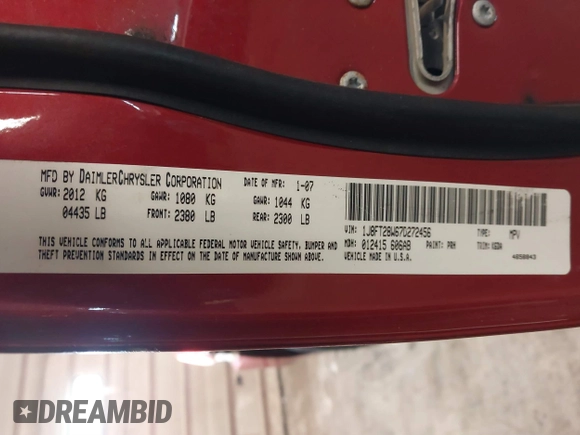 MFD BY DAIMLERCHRYSLER CORPORATION DATE OF MFR: 1-07
GVWR: 2012 KG GAWR: 1080 KG GAWR: 1044 KG
04435 LB FRONT: 2380 LB REAR: 2300 LB
THIS VEHICLE CONFORMS TO ALL APPLICABLE FEDERAL MOTOR VEHICLE SAFETY, BUMPER AND
THEFT PREVENTION STANDARDS IN EFFECT ON THE DATE OF MANUFACTURE SHOWN ABOVE.
VIN: 1J8FT28W67D272456 TYPE: MPV
MDH: 012415 606AB PAINT: PRH TRIM:
VEHICLE MADE IN U.S.A. 4658843
DREAMBID